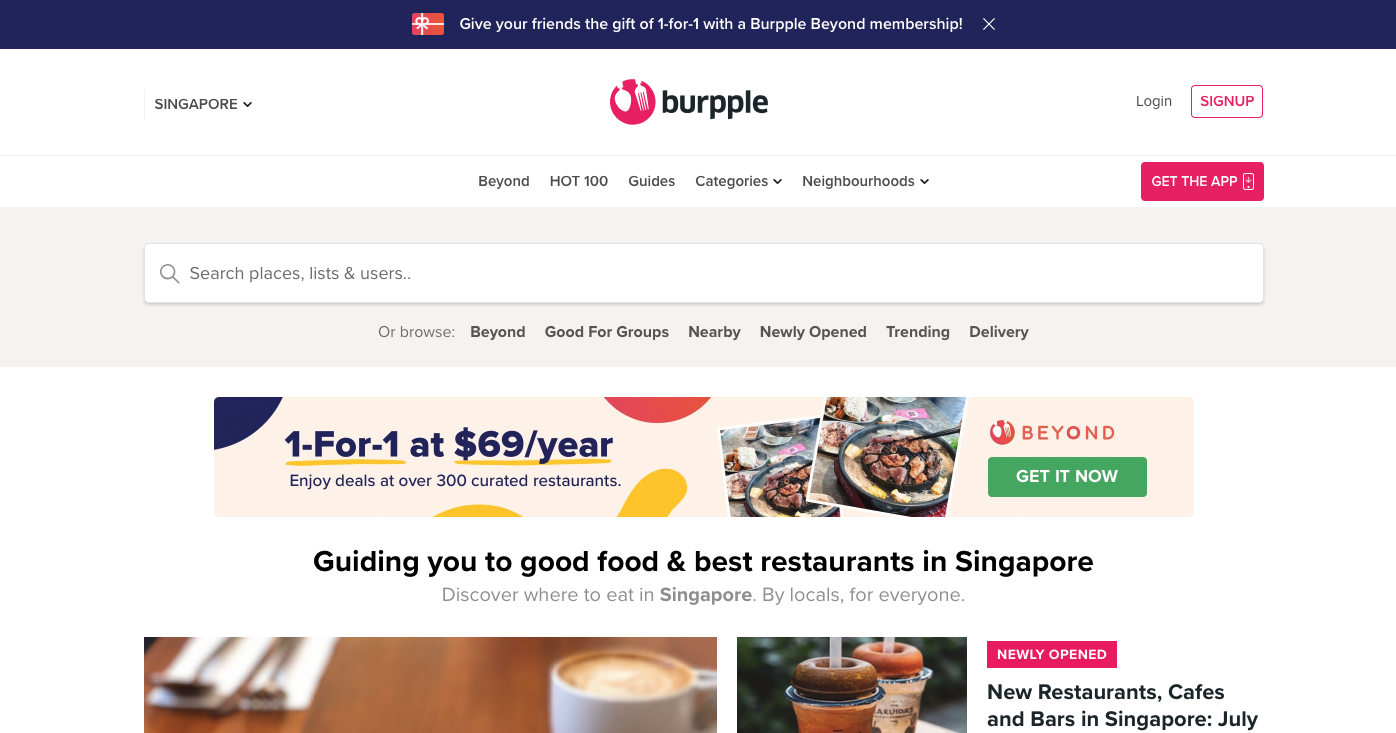 Give your friends the gift of 1-for-1 with a Burpple Beyond membership!
SINGAPORE
burpple
Login
SIGNUP
Beyond
HOT 100
Guides
Categories
Neighbourhoods
GET THE APP
Search places, lists & users..
Or browse: Beyond Good For Groups Nearby Newly Opened Trending Delivery
1-For-1 at $69/year
Enjoy deals at over 300 curated restaurants.
BEYOND
GET IT NOW
Guiding you to good food & best restaurants in Singapore
Discover where to eat in Singapore. By locals, for everyone.
NEWLY OPENED
New Restaurants, Cafes
and Bars in Singapore: July